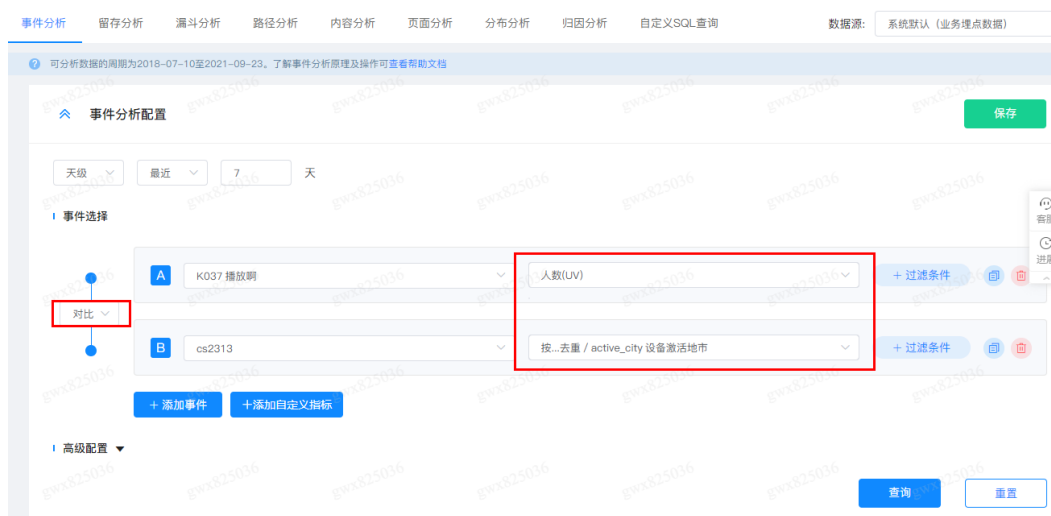 事件分析 留存分析 漏斗分析 路径分析 内容分析 页面分析 分布分析 归因分析 自定义SQL查询 数据源: 系统默认（业务埋点数据)
可分析数据的周期为2018-07-10至2021-09-23。了解事件分析原理及操作可查看帮助文档
事件分析配置 保存
天级 最近 7 天
事件选择
A K037 播放啊 人数(UV) + 过滤条件
对比
B cs2313 按...去重 / active_city 设备激活地市 + 过滤条件
+ 添加事件 +添加自定义指标
高级配置
查询 重置
gwx825036